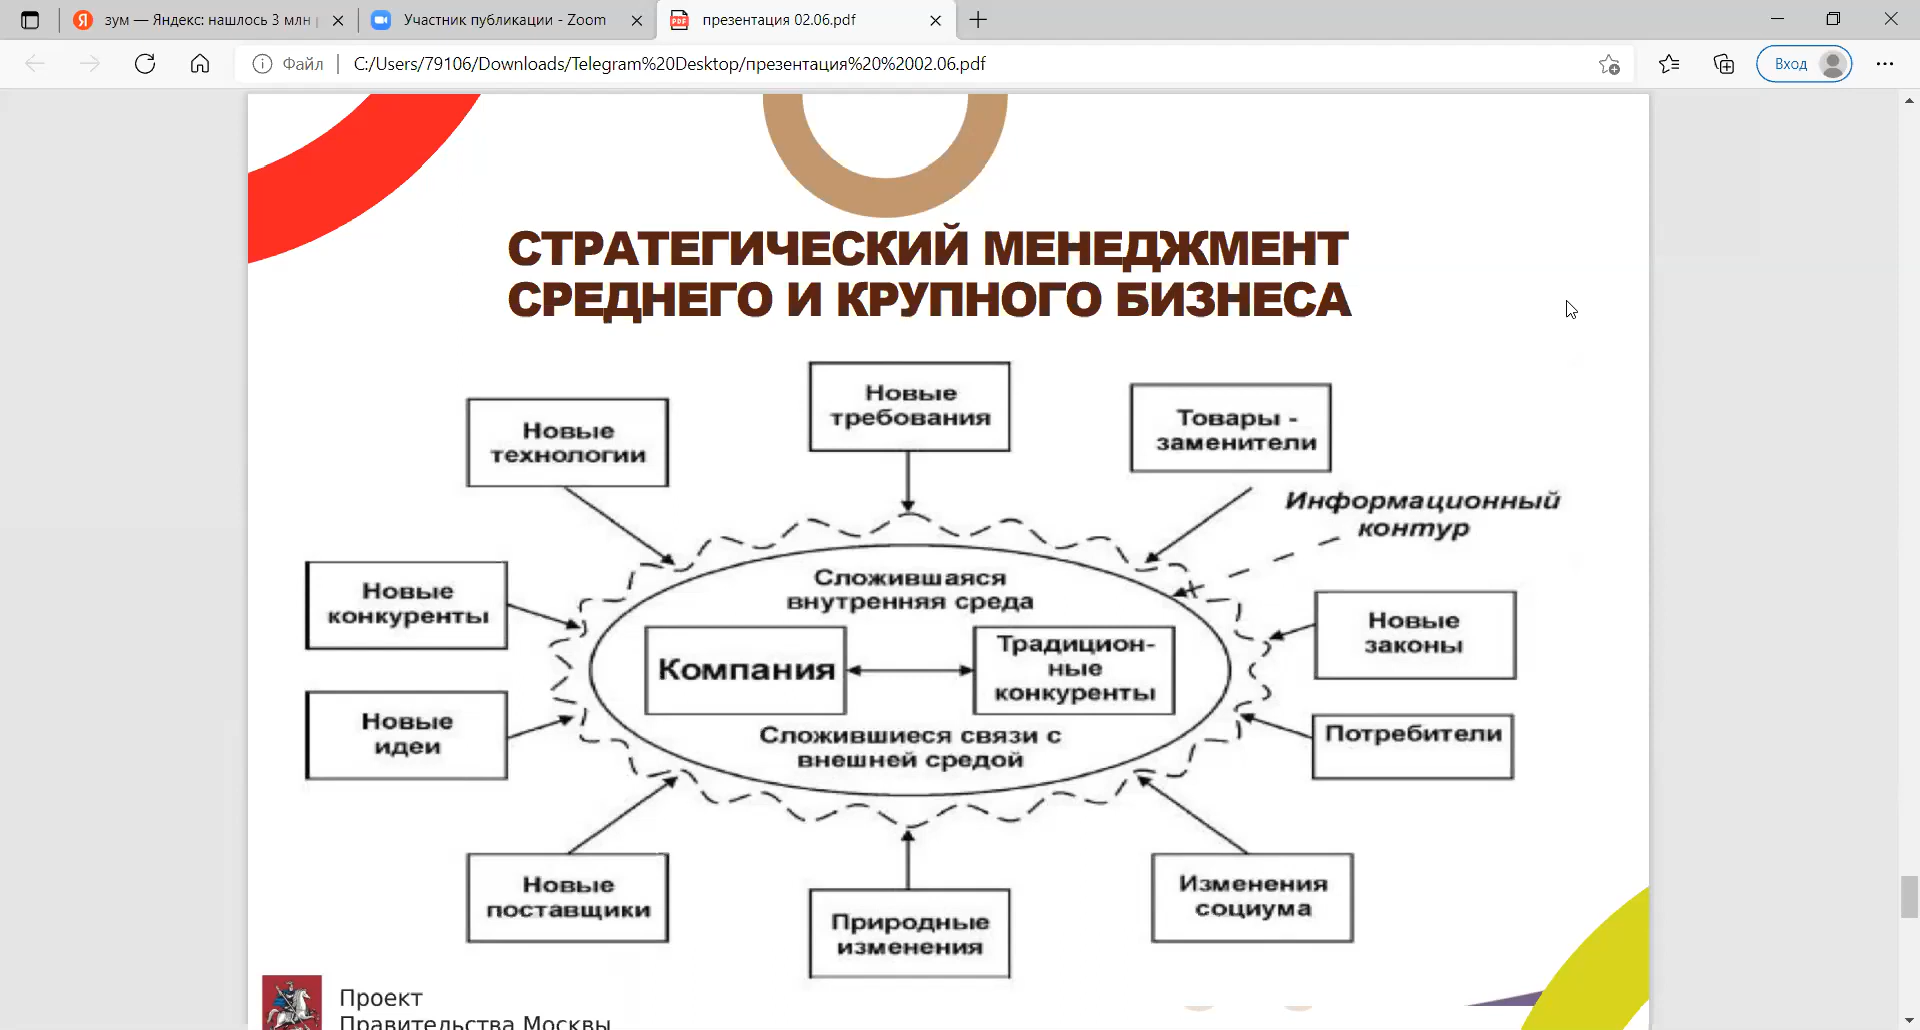 зум — Яндекс: нашлось 3 млн
Участник публикации - Zoom
презентация 02.06.pdf
Файл
C:/Users/79106/Downloads/Telegram%20Desktop/презентация%20%2002.06.pdf
Вход
СТРАТЕГИЧЕСКИЙ МЕНЕДЖМЕНТ
СРЕДНЕГО И КРУПНОГО БИЗНЕСА
Новые
технологии
Новые
требования
Товары -
заменители
Информационный
контур
Новые
конкуренты
Сложившаяся
внутренняя среда
Новые
законы
Компания
Традицион-
ные
конкуренты
Новые
идеи
Сложившиеся связи с
внешней средой
Потребители
Новые
поставщики
Природные
изменения
Изменения
социума
Проект
Правительства Москвы